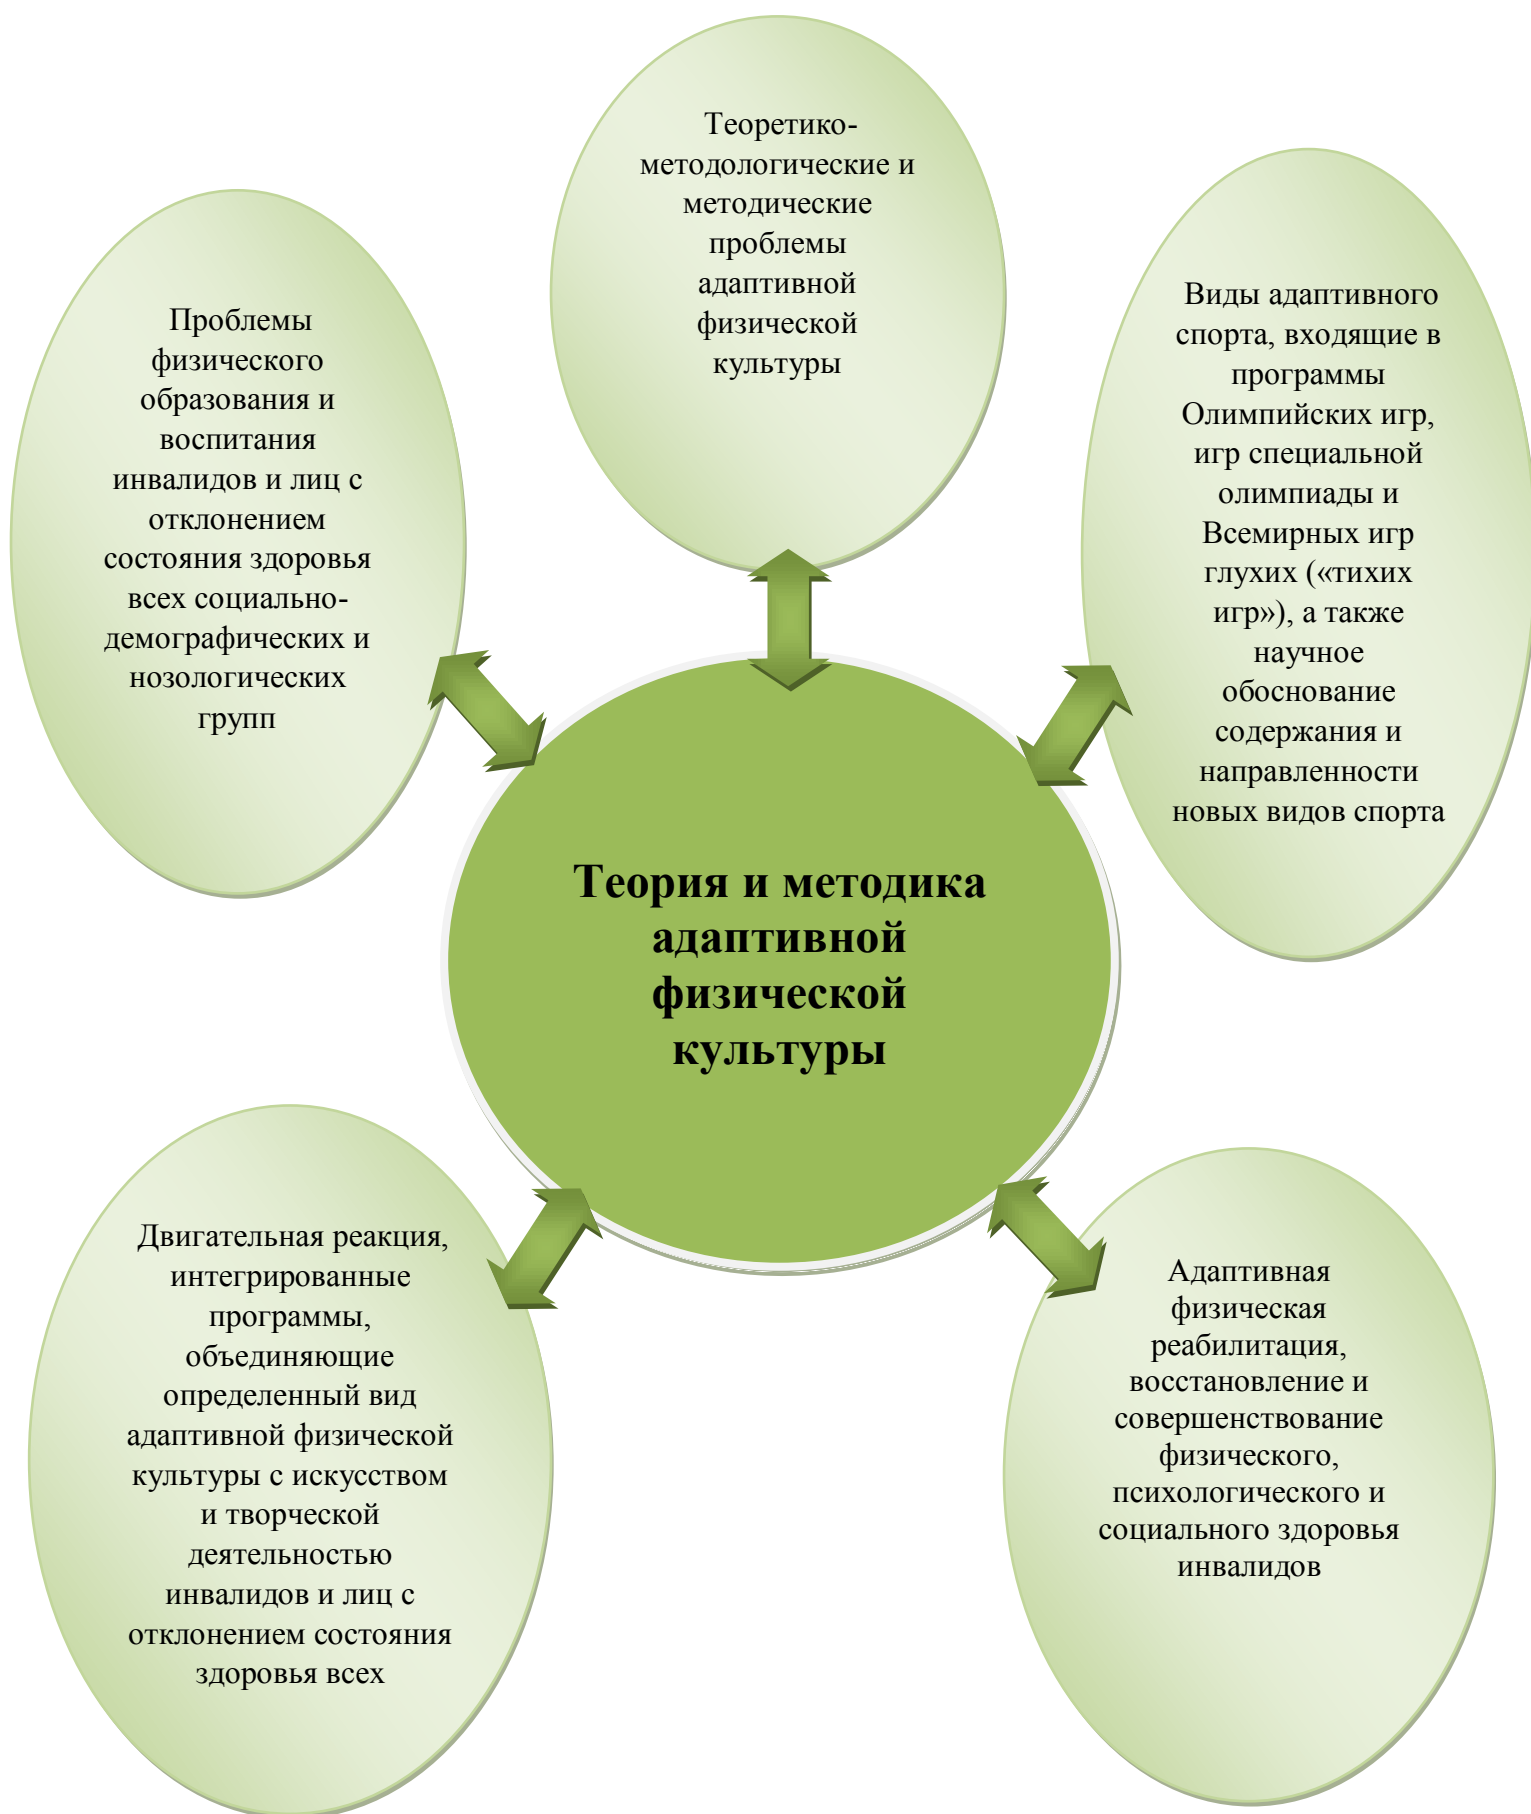 Теоретико-
методологические и
методические
проблемы
адаптивной
физической
культуры
Проблемы
физического
образования и
воспитания
инвалидов и лиц с
отклонением
состояния здоровья
всех социально-
демографических и
нозологических
групп
Виды адаптивного
спорта, входящие в
программы
Олимпийских игр,
игр специальной
олимпиады и
Всемирных игр
глухих («тихих
игр»), а также
научное
обоснование
содержания и
направленности
новых видов спорта
Теория и методика
адаптивной
физической
культуры
Двигательная реакция,
интегрированные
программы,
объединяющие
определенный вид
адаптивной физической
культуры с искусством
и творческой
деятельностью
инвалидов и лиц с
отклонением состояния
здоровья всех
Адаптивная
физическая
реабилитация,
восстановление и
совершенствование
физического,
психологического и
социального здоровья
инвалидов